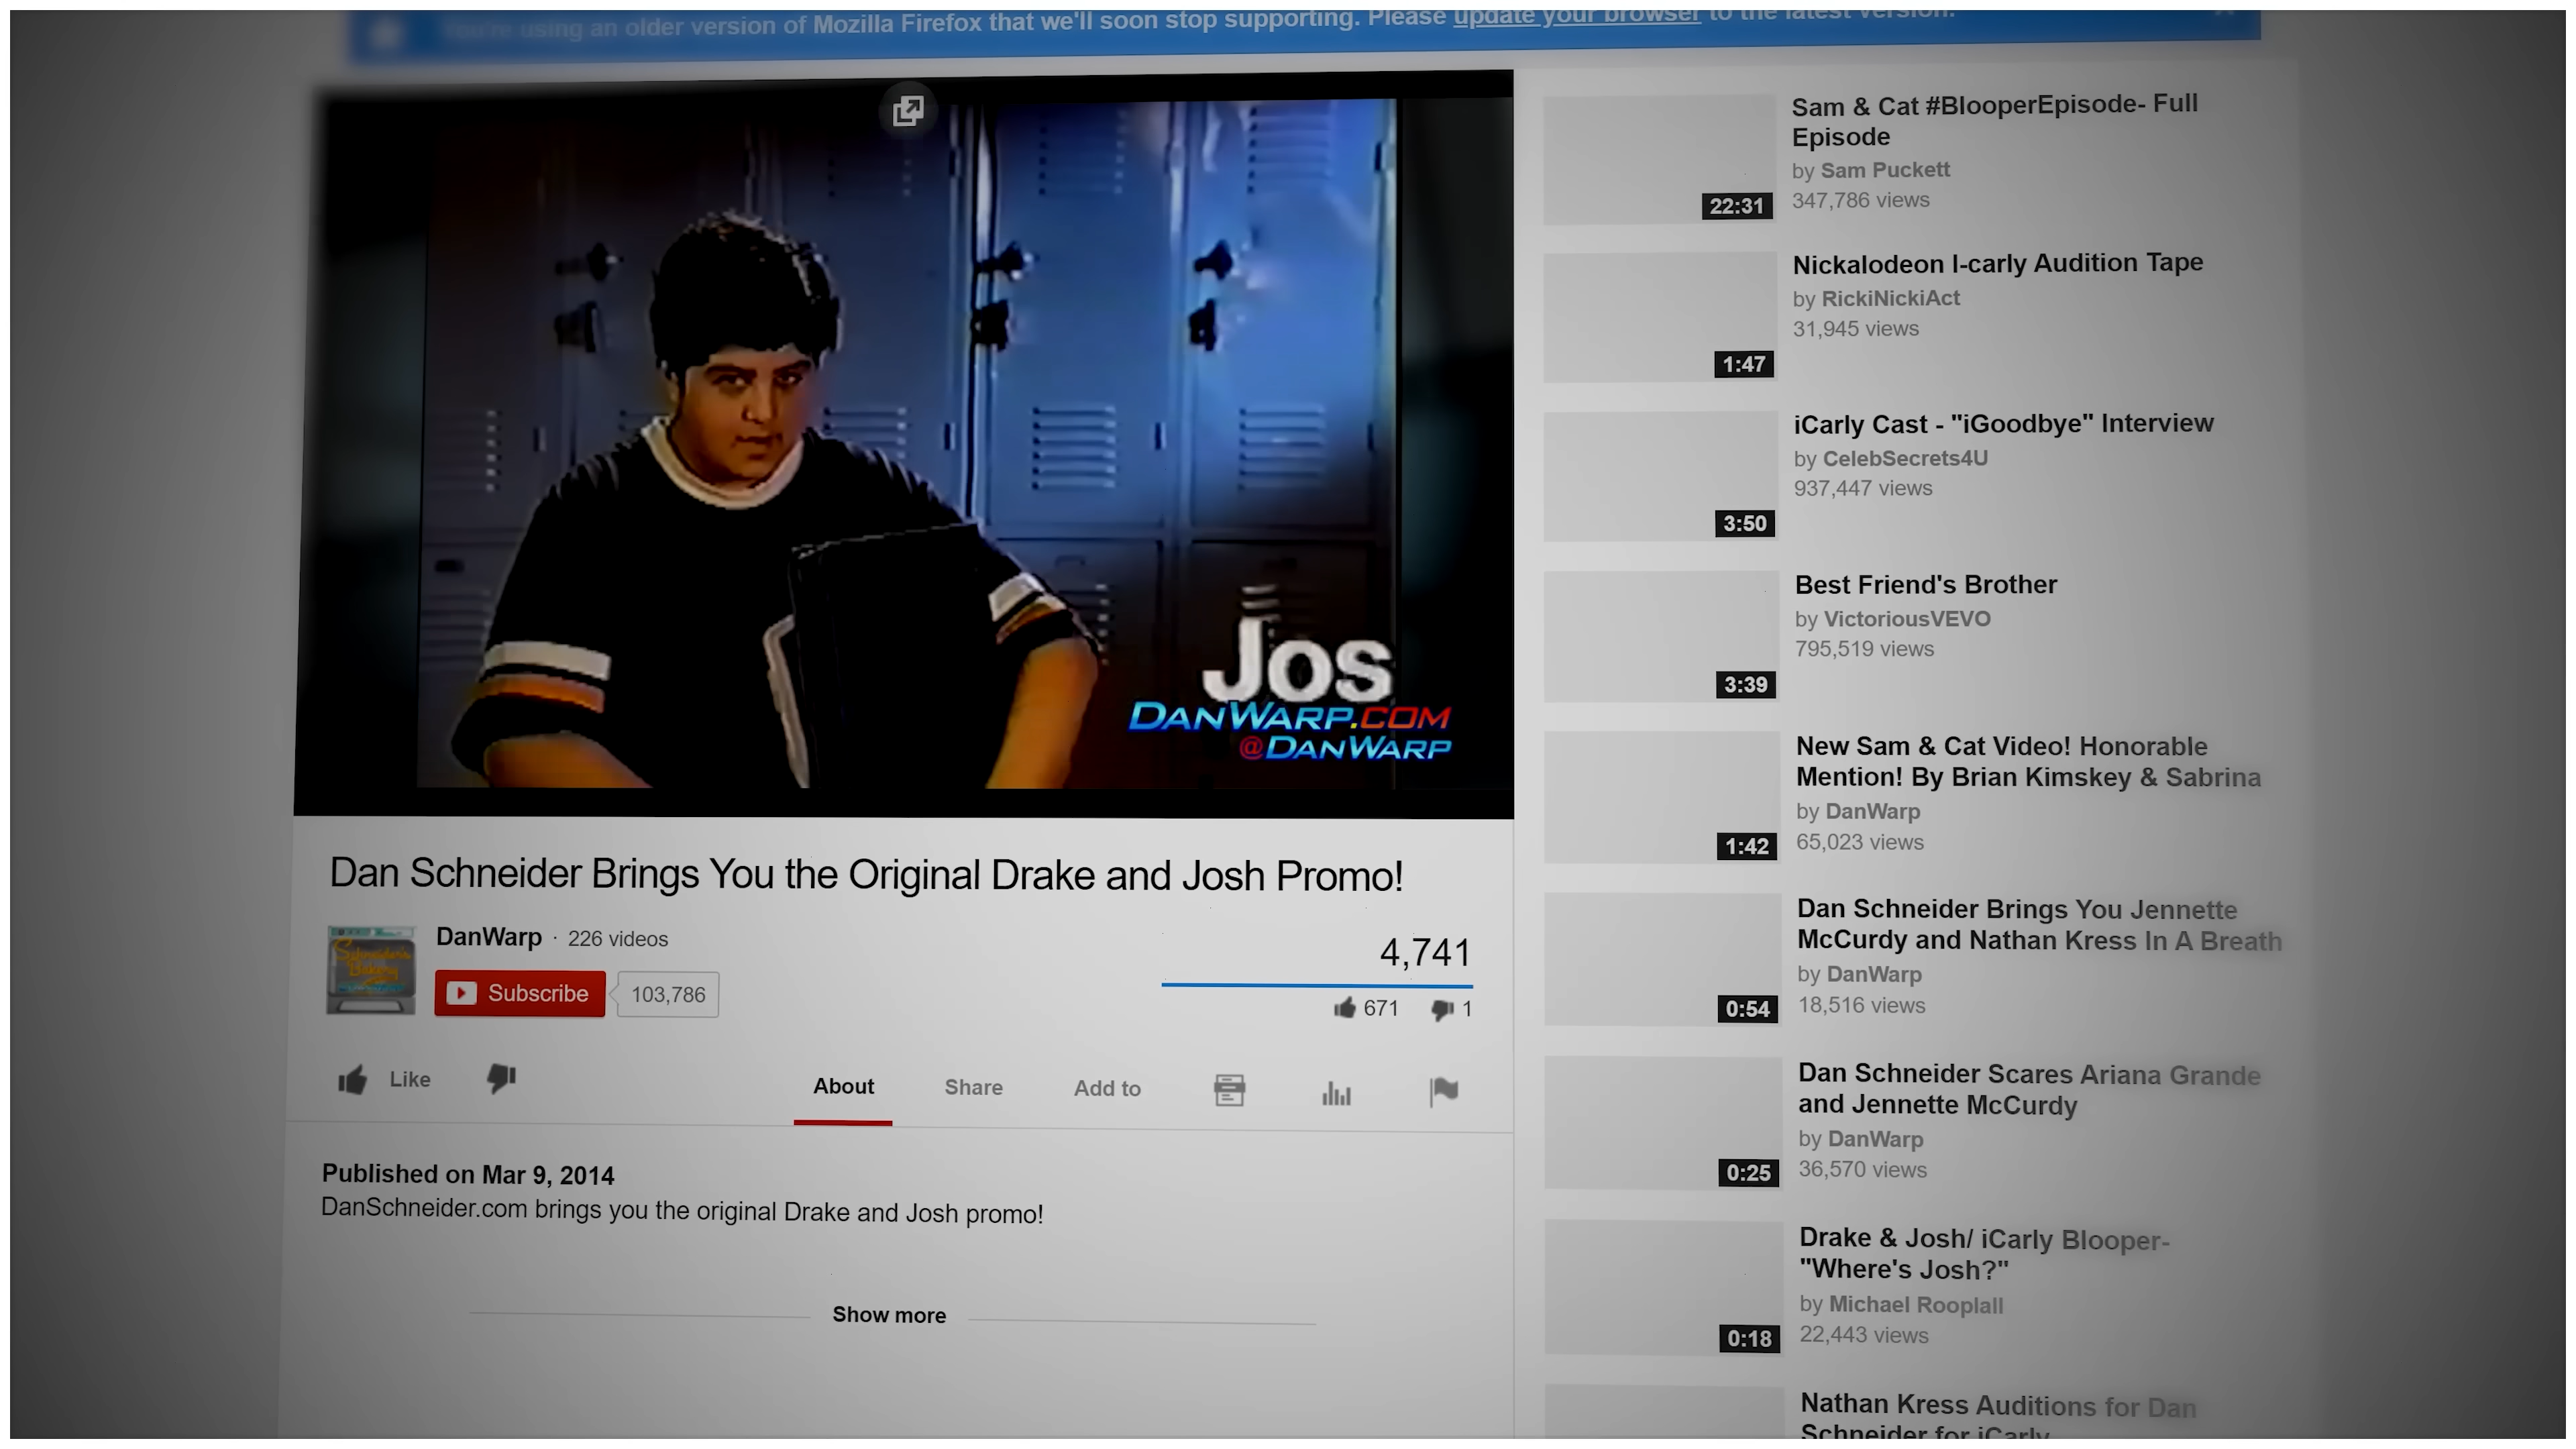 You're using an older version of Mozilla Firefox that we'll soon stop supporting. Please update your browser to the latest version.
Jos
DANWARP.COM
@DANWARP
Dan Schneider Brings You the Original Drake and Josh Promo!
Schneider's
Bakery
DanWarp · 226 videos
Subscribe 103,786
4,741
671 1
Like
About Share Add to
Published on Mar 9, 2014
DanSchneider.com brings you the original Drake and Josh promo!
Show more
Sam & Cat #BlooperEpisode- Full
Episode
by Sam Puckett
347,786 views
22:31
Nickalodeon I-carly Audition Tape
by RickiNickiAct
31,945 views
1:47
iCarly Cast - "iGoodbye" Interview
by CelebSecrets4U
937,447 views
3:50
Best Friend's Brother
by VictoriousVEVO
795,519 views
3:39
New Sam & Cat Video! Honorable
Mention! By Brian Kimskey & Sabrina
by DanWarp
65,023 views
1:42
Dan Schneider Brings You Jennette
McCurdy and Nathan Kress In A Breath
by DanWarp
18,516 views
0:54
Dan Schneider Scares Ariana Grande
and Jennette McCurdy
by DanWarp
36,570 views
0:25
Drake & Josh/ iCarly Blooper-
"Where's Josh?"
by Michael Rooplall
22,443 views
0:18
Nathan Kress Auditions for Dan
Schneider for iCarly